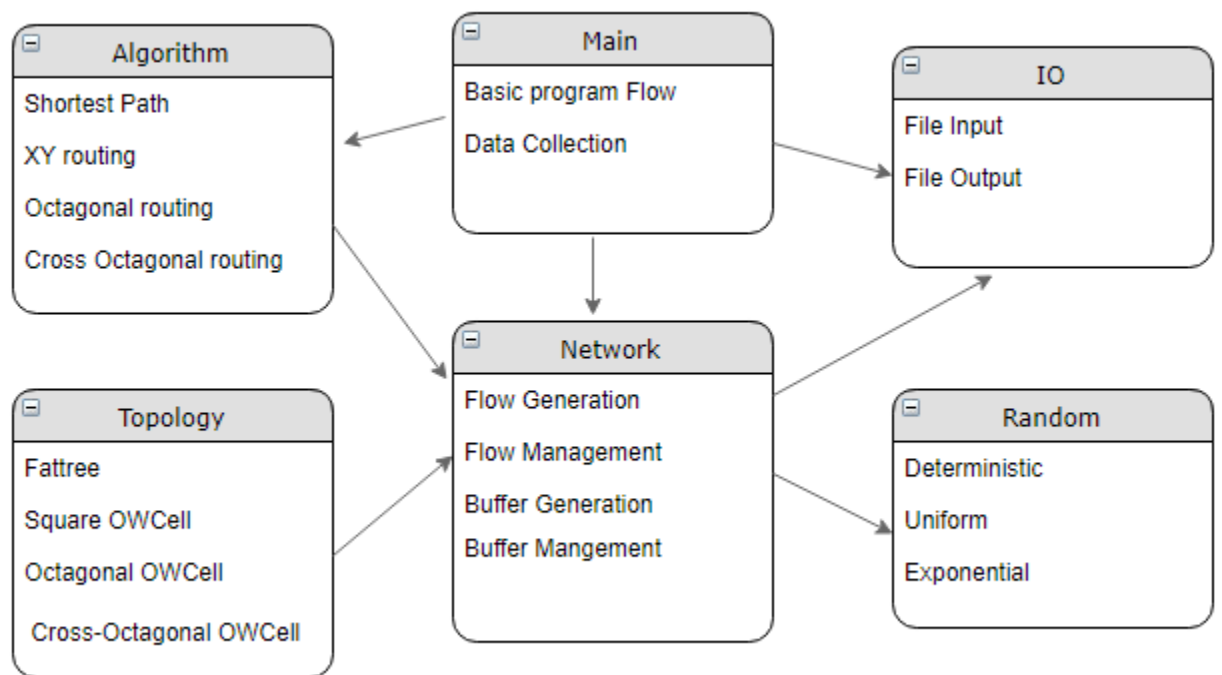 Algorithm
Shortest Path
XY routing
Octagonal routing
Cross Octagonal routing
Main
Basic program Flow
Data Collection
IO
File Input
File Output
Topology
Fattree
Square OWCell
Octagonal OWCell
Cross-Octagonal OWCell
Network
Flow Generation
Flow Management
Buffer Generation
Buffer Mangement
Random
Deterministic
Uniform
Exponential